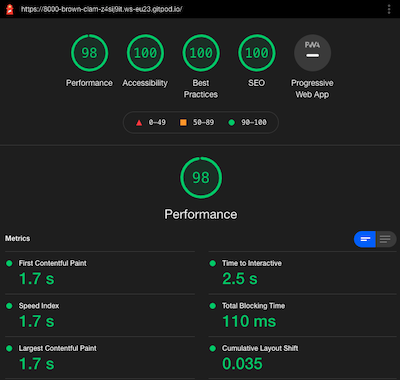 https://8000-brown-clam-z4sij9it.ws-eu23.gitpod.io/
98
100
100
100
PWA
Performance
Accessibility
Best
Practices
SEO
Progressive
Web App
0–49
50–89
90–100
98
Performance
Metrics
First Contentful Paint
1.7 s
Time to Interactive
2.5 s
Speed Index
1.7 s
Total Blocking Time
110 ms
Largest Contentful Paint
1.7 s
Cumulative Layout Shift
0.035